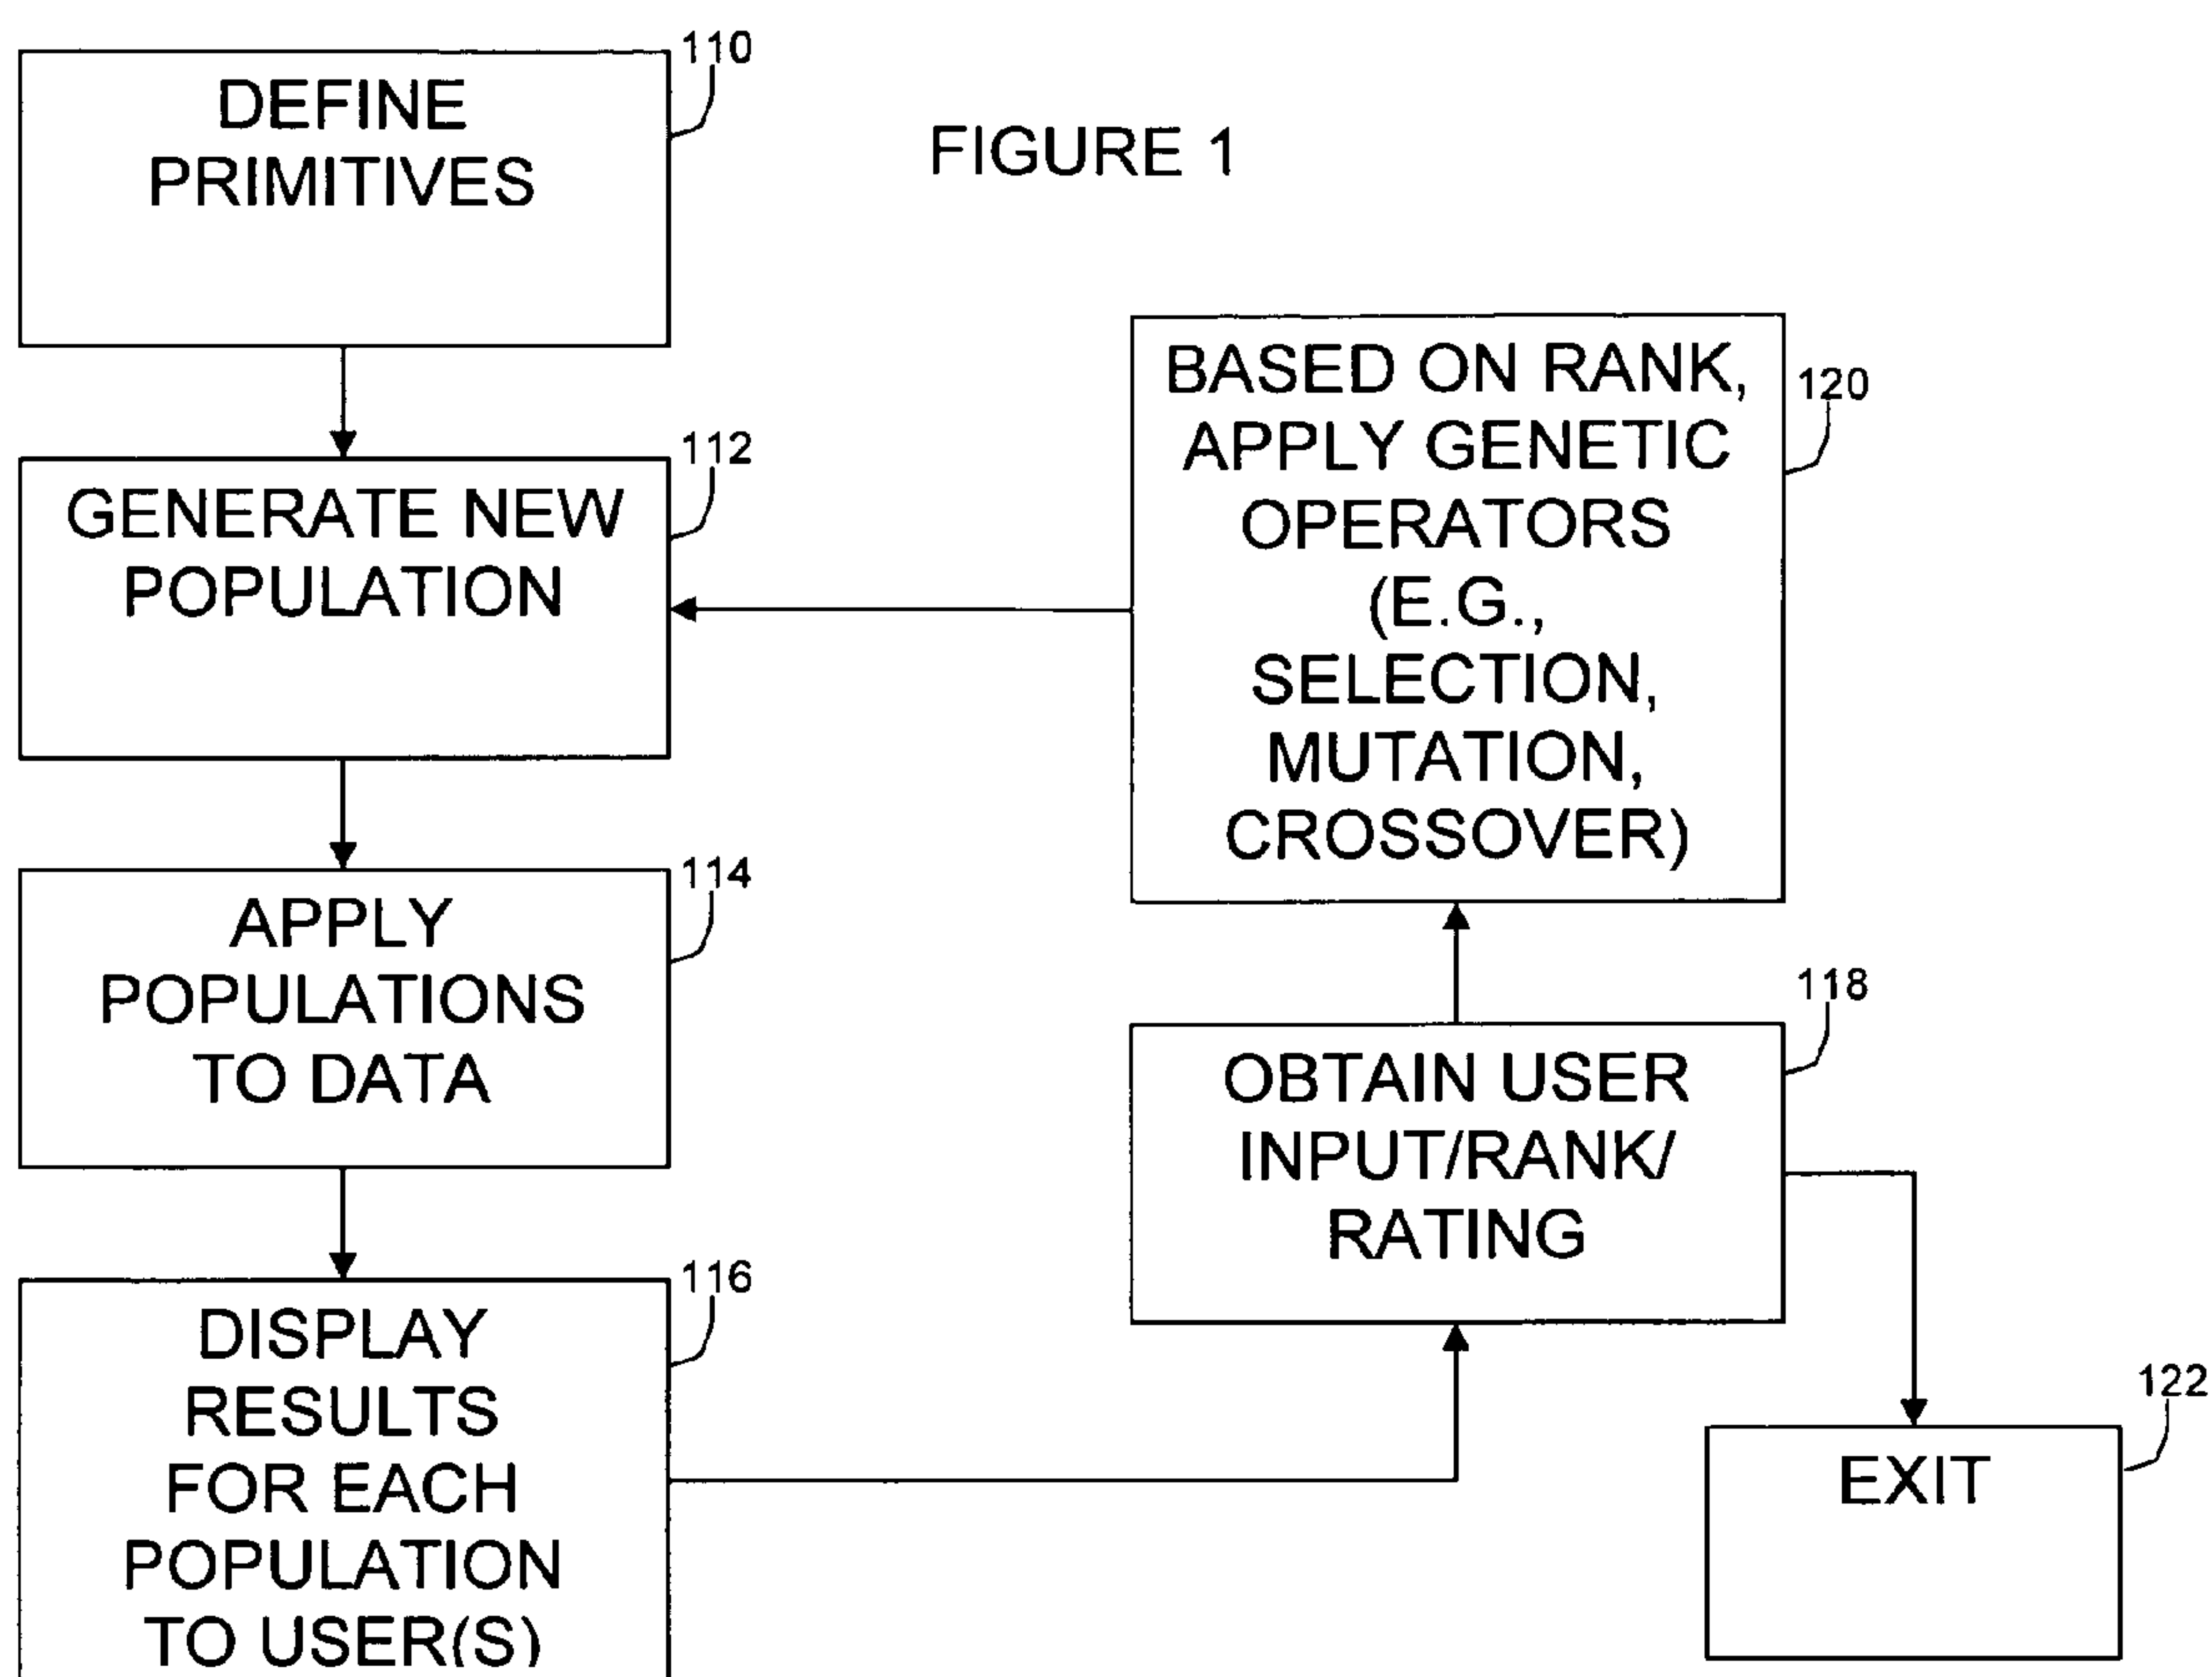 110
DEFINE
PRIMITIVES
FIGURE 1
112
GENERATE NEW
POPULATION
114
APPLY
POPULATIONS
TO DATA
116
DISPLAY
RESULTS
FOR EACH
POPULATION
TO USER(S)
118
OBTAIN USER
INPUT/RANK/
RATING
120
BASED ON RANK,
APPLY GENETIC
OPERATORS
(E.G.,
SELECTION,
MUTATION,
CROSSOVER)
122
EXIT